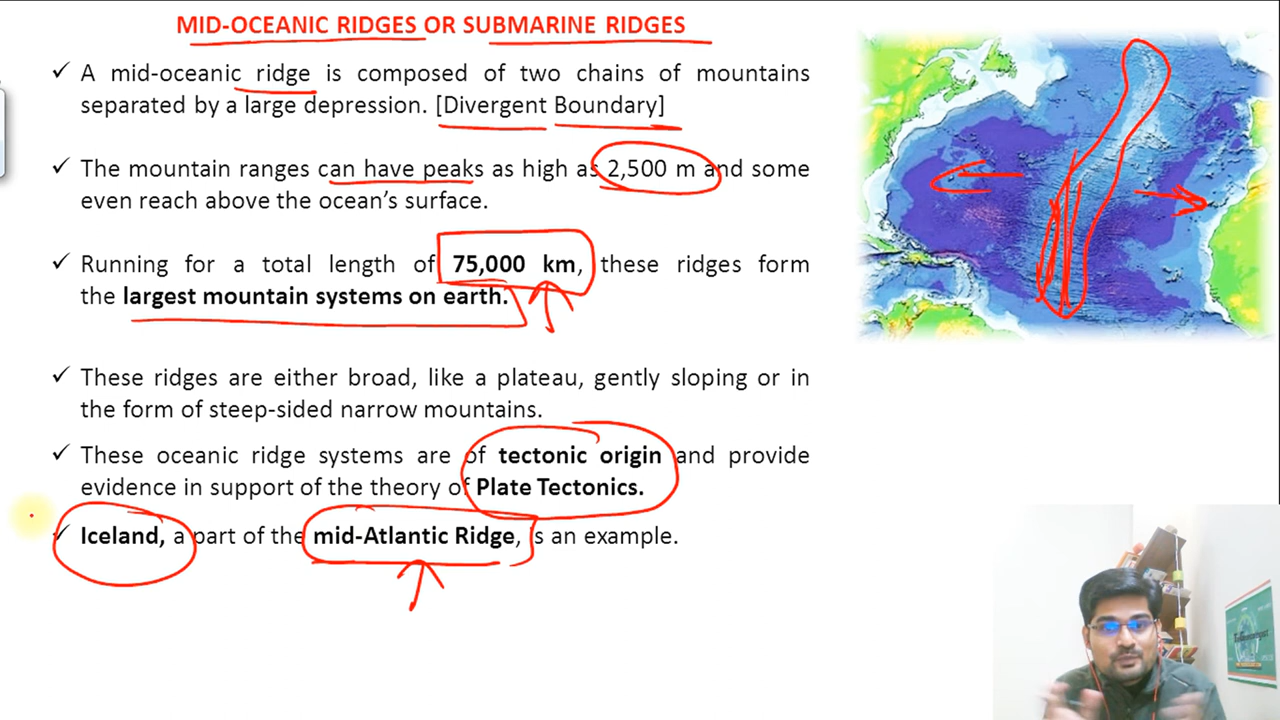 MID-OCEANIC RIDGES OR SUBMARINE RIDGES
✓ A mid-oceanic ridge is composed of two chains of mountains
separated by a large depression. [Divergent Boundary]
✓ The mountain ranges can have peaks as high as 2,500 m and some
even reach above the ocean’s surface.
✓ Running for a total length of 75,000 km, these ridges form
the largest mountain systems on earth.
✓ These ridges are either broad, like a plateau, gently sloping or in
the form of steep-sided narrow mountains.
✓ These oceanic ridge systems are of tectonic origin and provide
evidence in support of the theory of Plate Tectonics.
✓ Iceland, a part of the mid-Atlantic Ridge, is an example.